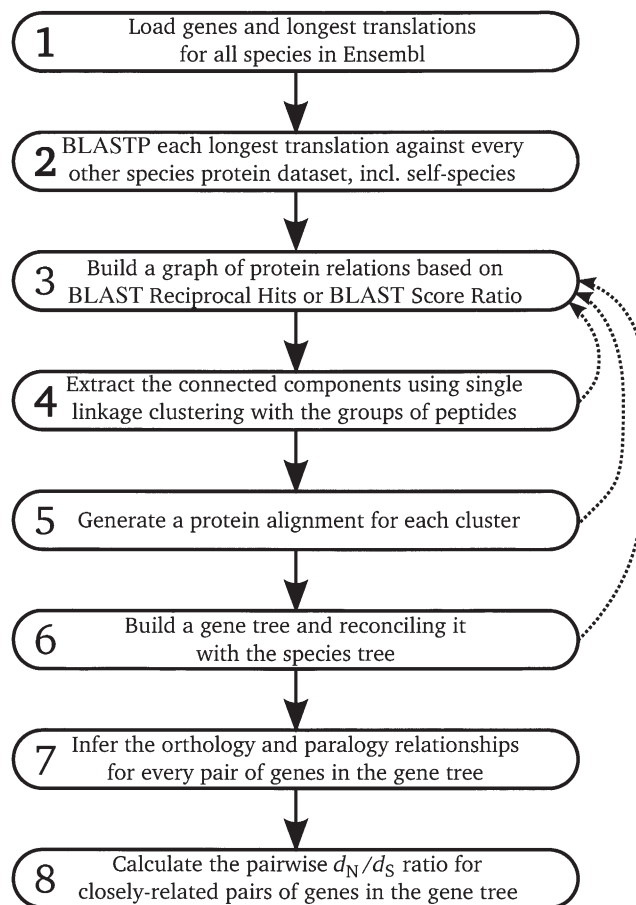 1 Load genes and longest translations
for all species in Ensembl
2 BLASTP each longest translation against every
other species protein dataset, incl. self-species
3 Build a graph of protein relations based on
BLAST Reciprocal Hits or BLAST Score Ratio
4 Extract the connected components using single
linkage clustering with the groups of peptides
5 Generate a protein alignment for each cluster
6 Build a gene tree and reconciling it
with the species tree
7 Infer the orthology and paralogy relationships
for every pair of genes in the gene tree
8 Calculate the pairwise dN/dS ratio for
closely-related pairs of genes in the gene tree